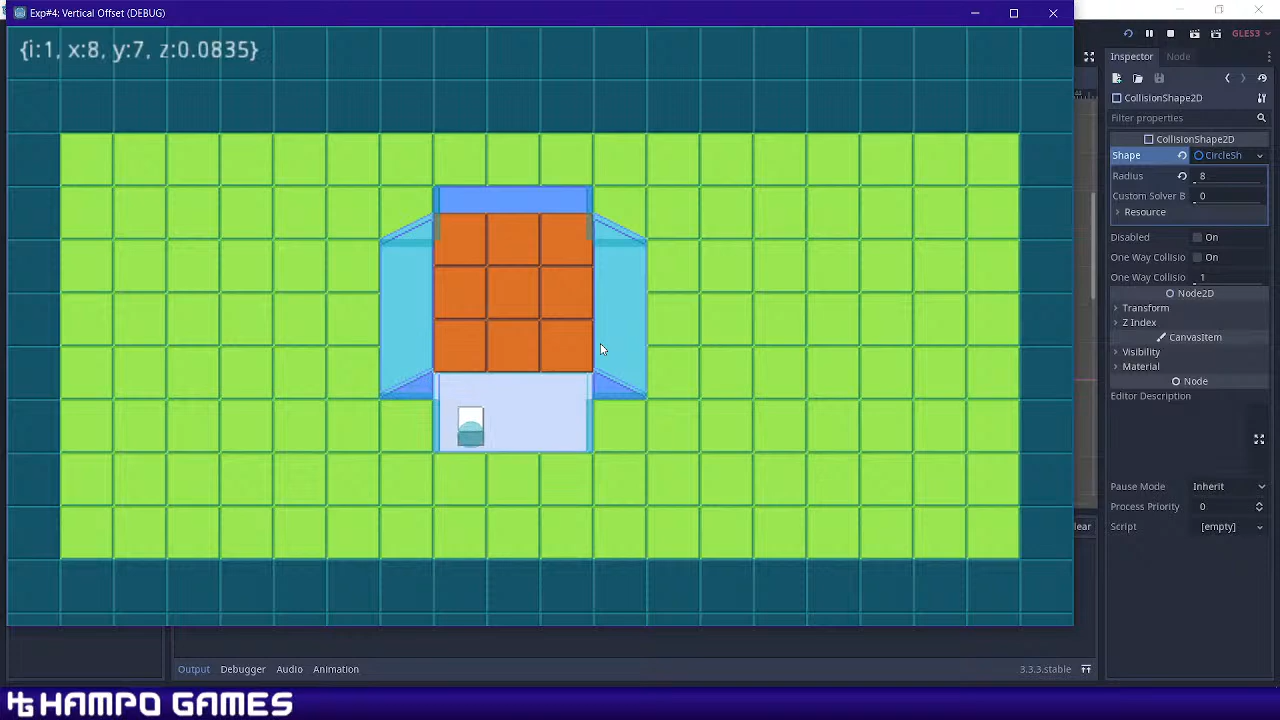 Exp#4: Vertical Offset (DEBUG)
{i:1, x:8, y:7, z:0.0835}
GLES3
Inspector
Node
CollisionShape2D
Filter properties
CollisionShape2D
Shape
CircleSh
Radius
8
Custom Solver B
0
Resource
Disabled
On
One Way Collisio
On
One Way Collisio
1
Node2D
Transform
Z Index
CanvasItem
Visibility
Material
Node
Editor Description
Pause Mode
Inherit
Process Priority
0
Script
[empty]
lear
Output
Debugger
Audio
Animation
3.3.3.stable
HAMPO GAMES